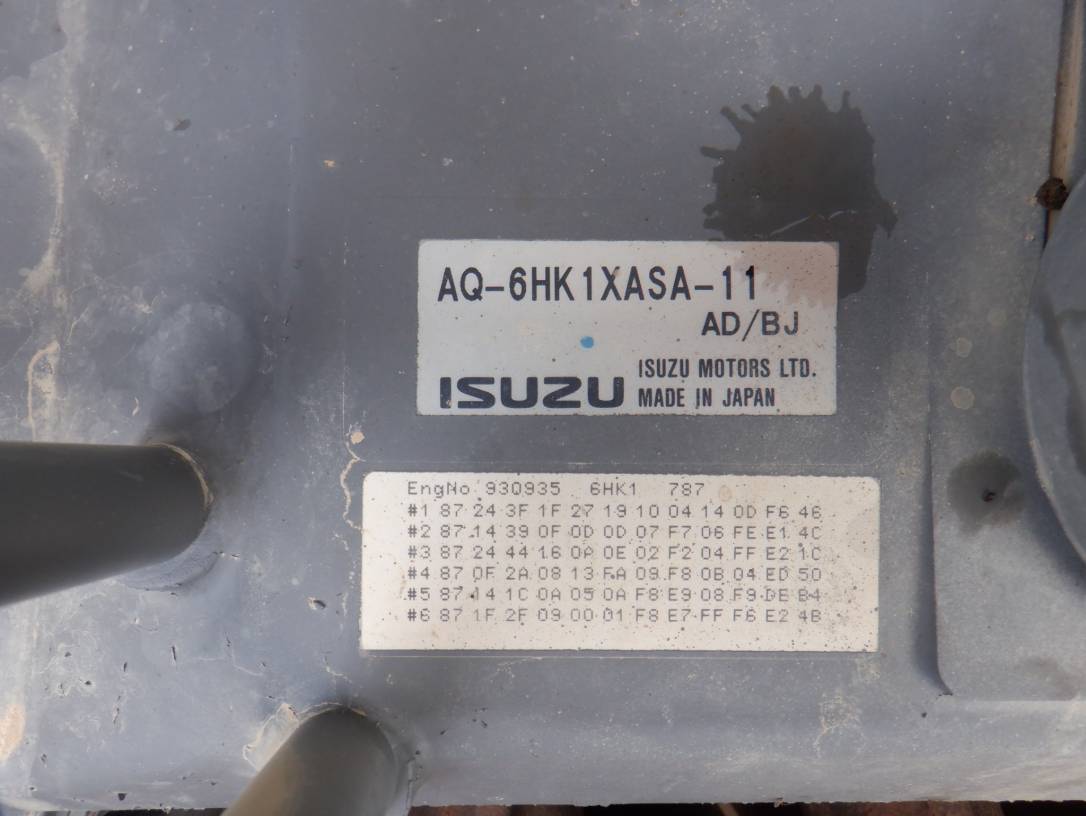 AQ-6HK1XASA-11
AD/BJ
ISUZU
ISUZU MOTORS LTD.
MADE IN JAPAN
EngNo 930935 6HK1 787
#1 87 24 3F 1F 27 19 10 04 14 0D F6 46
#2 87 14 39 0F 0D 0D 07 F7 06 FE E1 4C
#3 87 24 44 16 0A 0E 02 F2 04 FF E2 1C
#4 87 0F 2A 08 13 FA 09 F8 0B 04 ED 50
#5 87 14 1C 0A 05 0A F8 E9 08 F9 DE B4
#6 87 1F 2F 09 00 01 F8 E7 FF F6 E2 4B